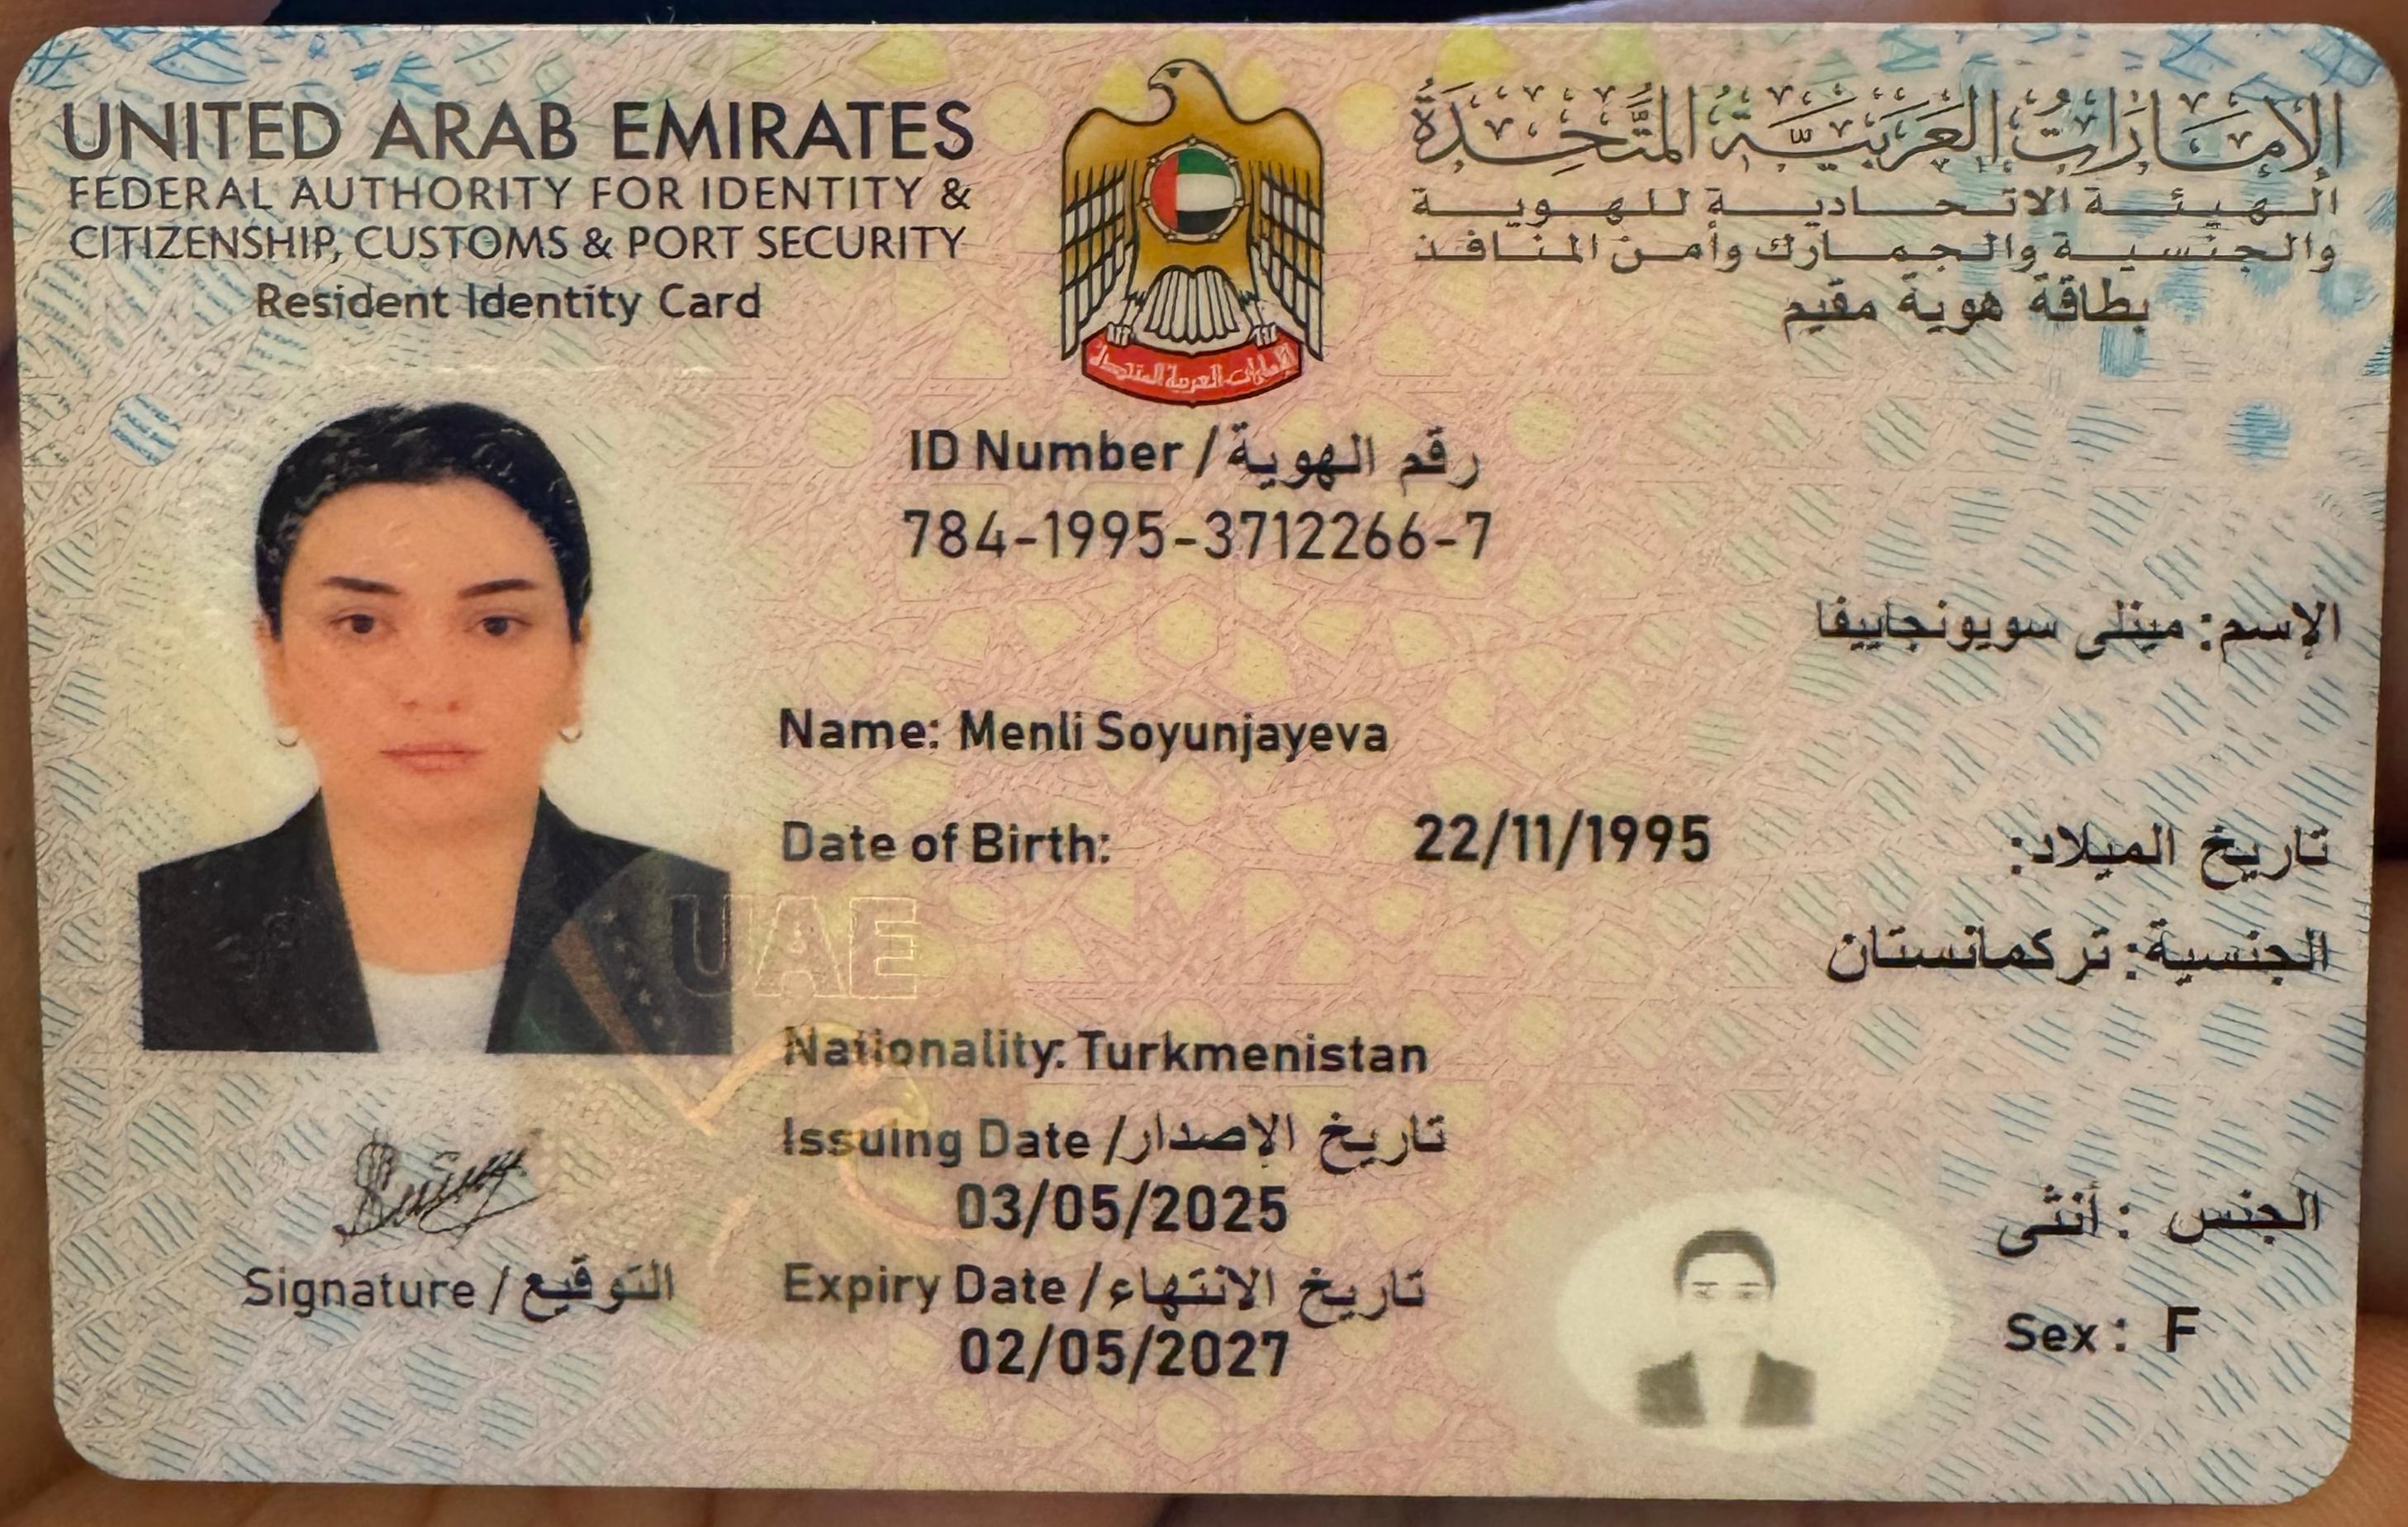 UNITED ARAB EMIRATES
الإمارات العربية المتحدة
FEDERAL AUTHORITY FOR IDENTITY &
الهيئة الاتحادية للهوية
CITIZENSHIP, CUSTOMS & PORT SECURITY
والجنسية والجمارك وأمن المنافذ
Resident Identity Card
بطاقة هوية مقيم
الإمارات العربية المتحدة
ID Number / رقم الهوية
784-1995-3712266-7
الإسم: مينلى سويونجاييفا
Name: Menli Soyunjayeva
Date of Birth: 22/11/1995 تاريخ الميلاد:
الجنسية: تركمانستان
UAE
Nationality: Turkmenistan
Issuing Date / تاريخ الإصدار
03/05/2025
الجنس : أنثى
Signature / التوقيع
Expiry Date / تاريخ الانتهاء
02/05/2027
Sex : F